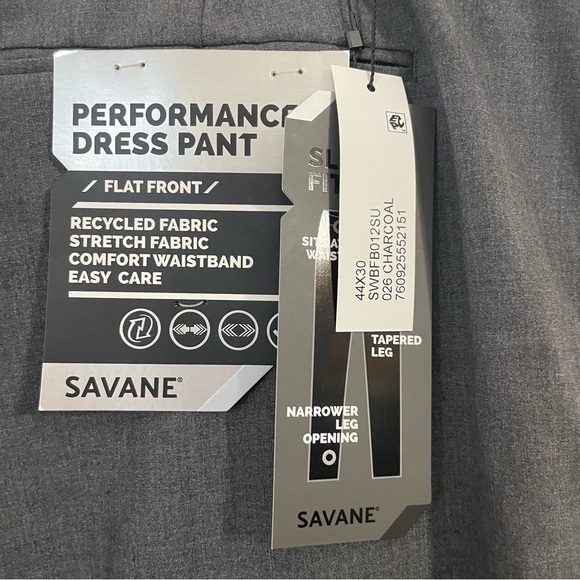 PERFORMANCE
DRESS PANT
/ FLAT FRONT /
RECYCLED FABRIC
STRETCH FABRIC
COMFORT WAISTBAND
EASY CARE
SAVANE®
44X30
SWBFB012SU
026 CHARCOAL
760925552151
TAPERED
LEG
NARROWER
LEG
OPENING
SAVANE®